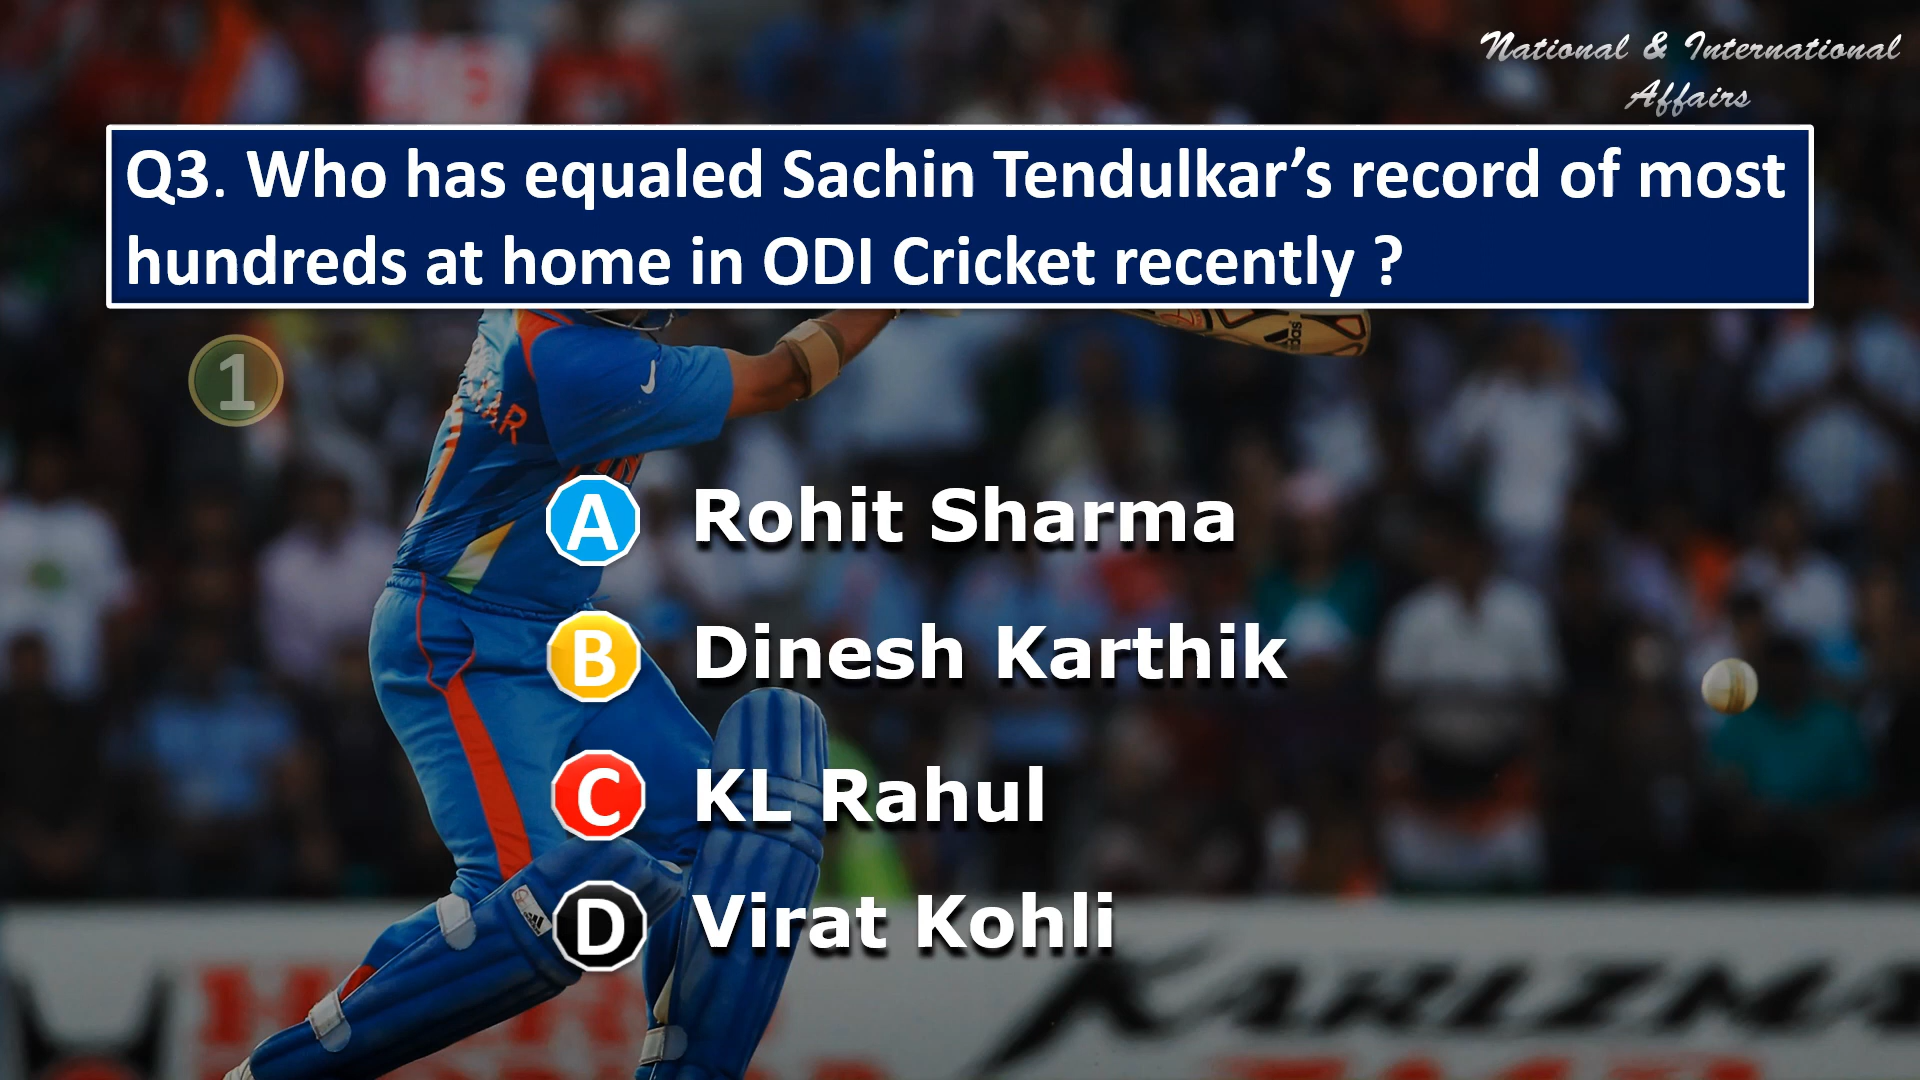 National & International
Affairs
Q3. Who has equaled Sachin Tendulkar’s record of most
hundreds at home in ODI Cricket recently ?
1
A Rohit Sharma
B Dinesh Karthik
C KL Rahul
D Virat Kohli
KARIZMA